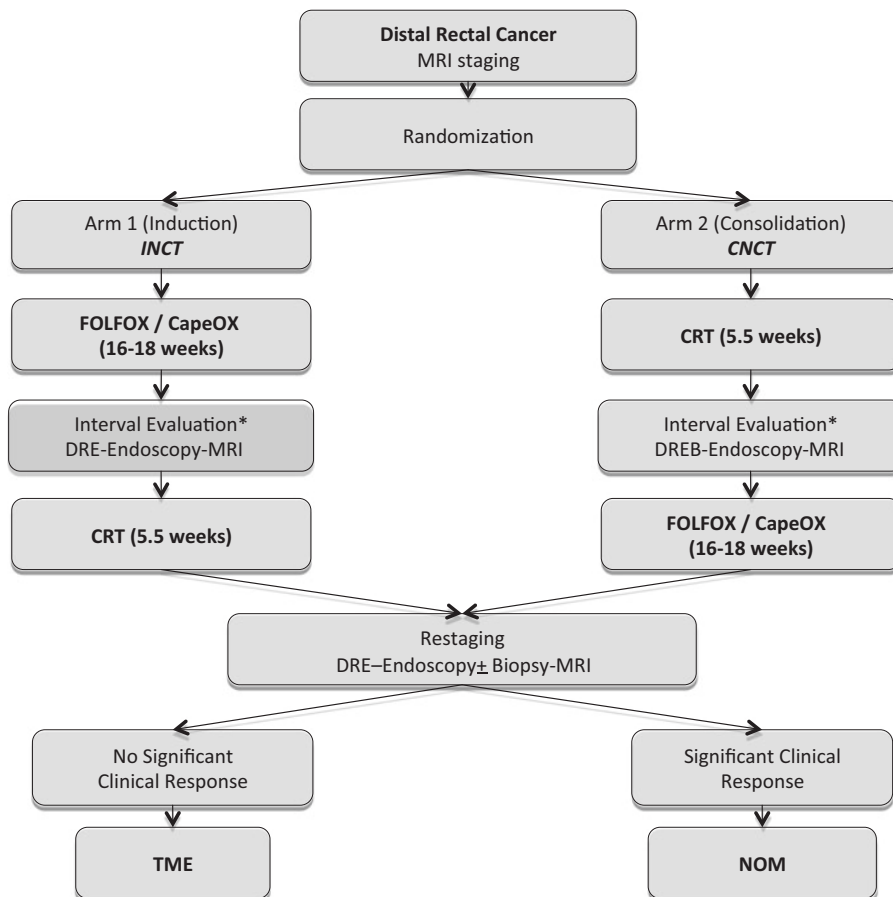 Distal Rectal Cancer
MRI staging
Randomization
Arm 1 (Induction)
INCT
Arm 2 (Consolidation)
CNCT
FOLFOX / CapeOX
(16-18 weeks)
CRT (5.5 weeks)
Interval Evaluation*
DRE-Endoscopy-MRI
Interval Evaluation*
DREB-Endoscopy-MRI
CRT (5.5 weeks)
FOLFOX / CapeOX
(16-18 weeks)
Restaging
DRE–Endoscopy± Biopsy-MRI
No Significant
Clinical Response
Significant Clinical
Response
TME
NOM